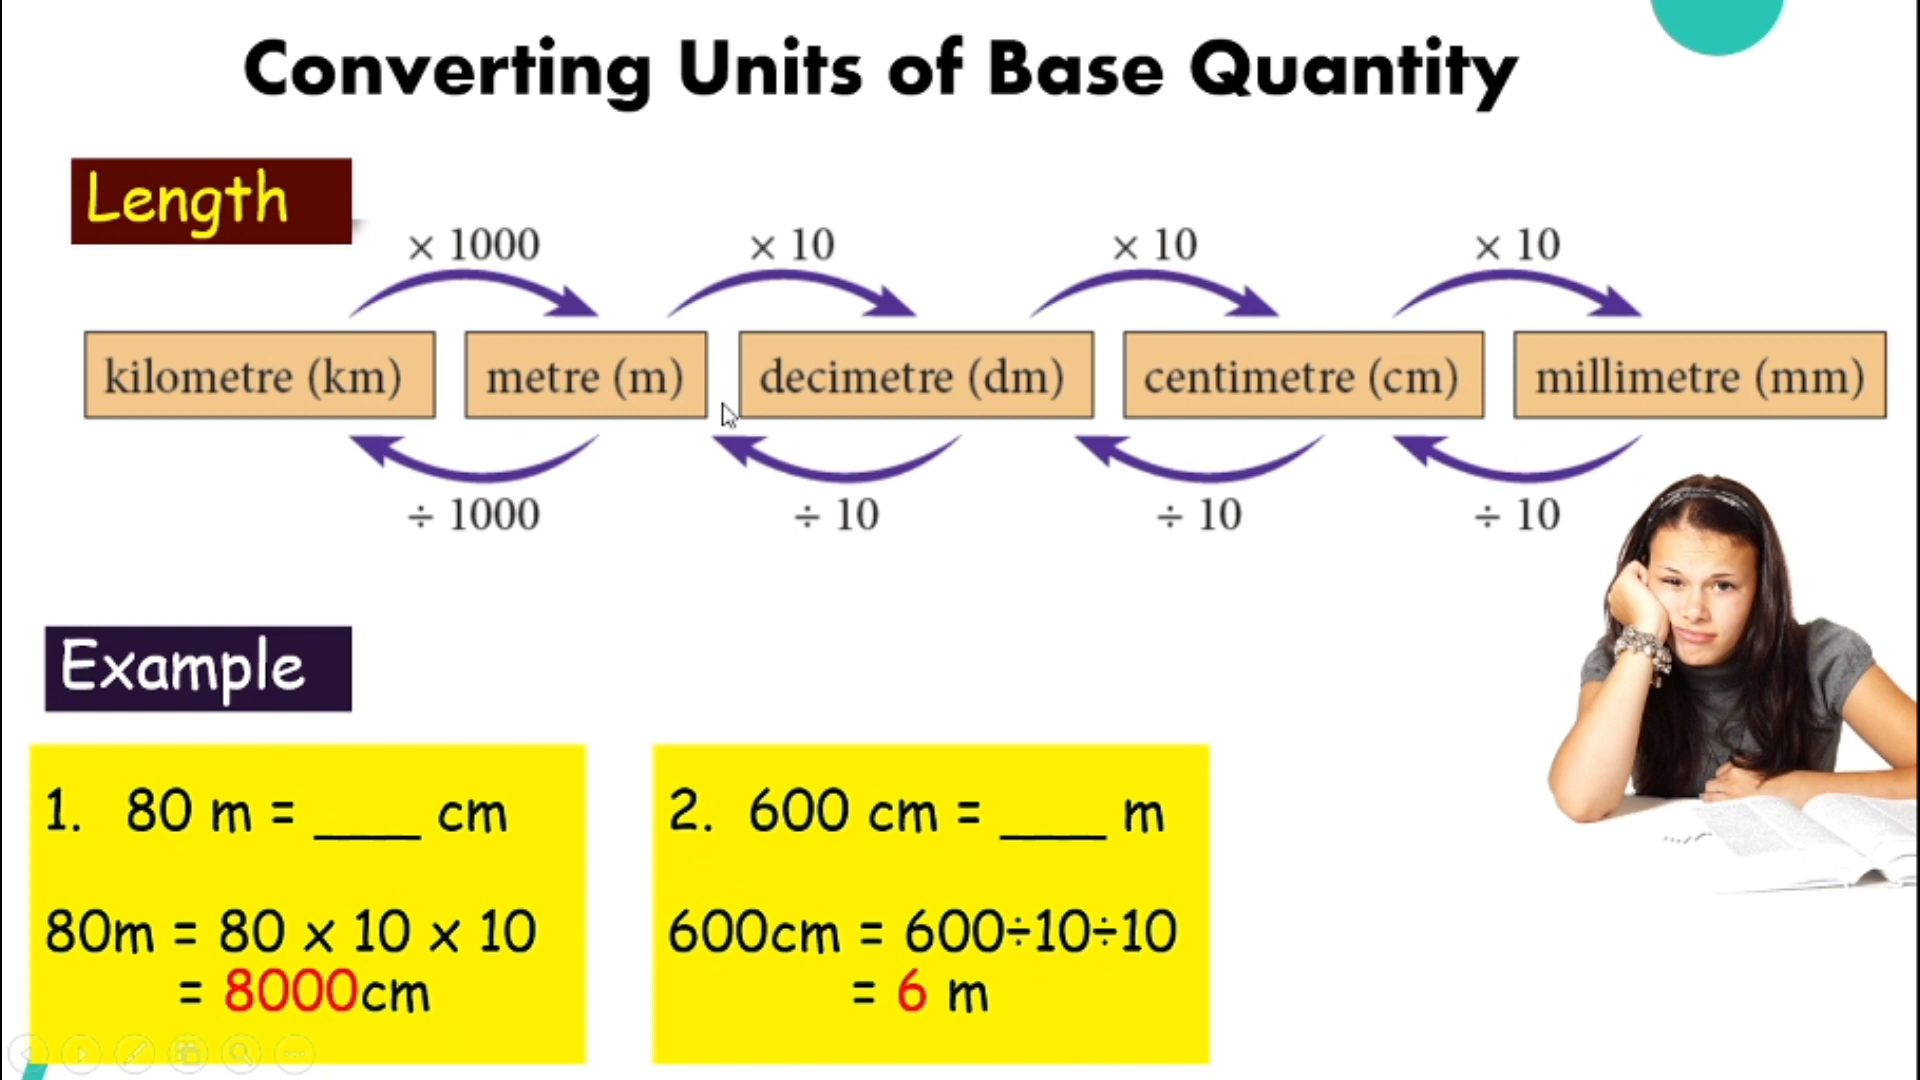 Converting Units of Base Quantity
Length
× 1000 × 10 × 10 × 10
kilometre (km) metre (m) decimetre (dm) centimetre (cm) millimetre (mm)
÷ 1000 ÷ 10 ÷ 10 ÷ 10
Example
1. 80 m = ___ cm
80m = 80 x 10 x 10
= 8000cm
2. 600 cm = ___ m
600cm = 600÷10÷10
= 6 m